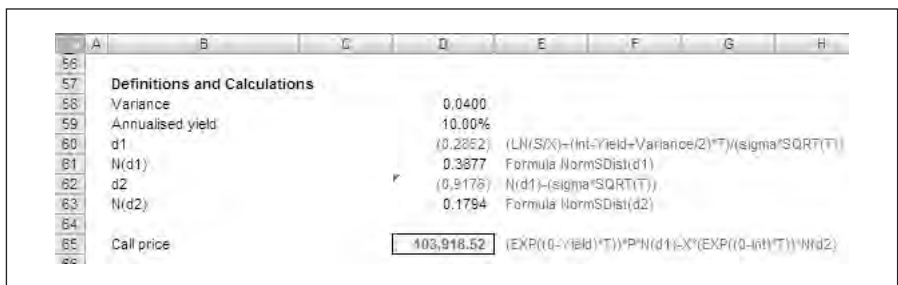 A B C D E F G H
56
57 Definitions and Calculations
58 Variance 0.0400
59 Annualised yield 10.00%
60 d1 (0.2852) (LN(S/X)+(Int-Yield+Variance/2)*T)/(sigma*SQRT(T))
61 N(d1) 0.3877 Formula NormSDist(d1)
62 d2 (0.9176) N(d1)-(sigma*SQRT(T))
63 N(d2) 0.1794 Formula NormSDist(d2)
64
65 Call price 103,918.52 (EXP((0-Yield)*T))*P*N(d1)-X*(EXP((0-Int)*T))*N(d2)
66